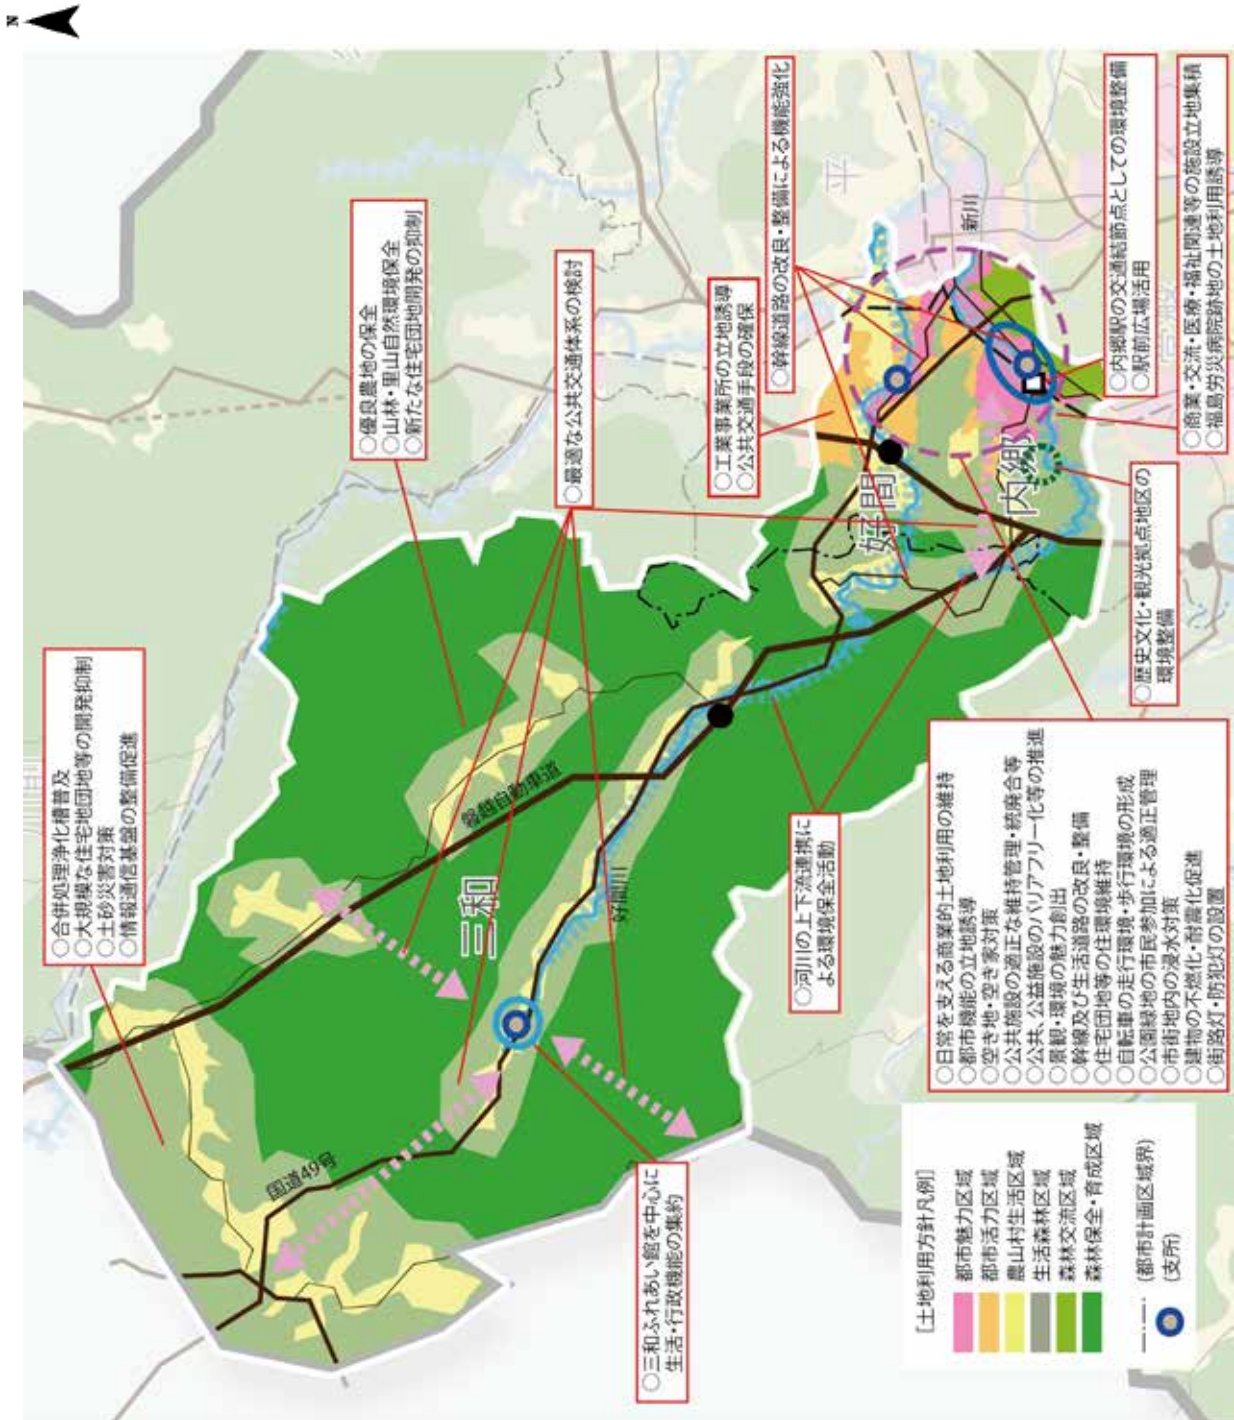 N
○合併処理浄化槽普及
○大規模な住宅地団地等の開発抑制
○土砂災害対策
○情報通信基盤の整備促進
○優良農地の保全
○山林・里山自然環境保全
○新たな住宅団地開発の抑制
○最適な公共交通体系の検討
○工業事業所の立地誘導
○公共交通手段の確保
○幹線道路の改良・整備による機能強化
磐越自動車道
国道49号
三和
好間川
好間
内郷
平
新川
○三和ふれあい館を中心に
生活・行政機能の集約
○河川の上下流連携に
よる環境保全活動
○歴史文化・観光拠点地区の
環境整備
○内郷駅の交通結節点としての環境整備
○駅前広場活用
○商業・交流・医療・福祉関連等の施設立地集積
○福島労災病院跡地の土地利用誘導
○日常を支える商業的土地利用の維持
○都市機能の立地誘導
○空き地・空き家対策
○公共施設の適正な維持管理・統廃合等
○公共、公益施設のバリアフリー化等の推進
○景観・環境の魅力創出
○幹線及び生活道路の改良・整備
○住宅団地等の住環境維持
○自転車の走行環境・歩行環境の形成
○公園緑地の市民参加による適正管理
○市街地内の浸水対策
○建物の不燃化・耐震化促進
○街路灯・防犯灯の設置
[土地利用方針凡例]
都市魅力区域
都市活力区域
農山村生活区域
生活森林区域
森林交流区域
森林保全・育成区域
(都市計画区域界)
(支所)